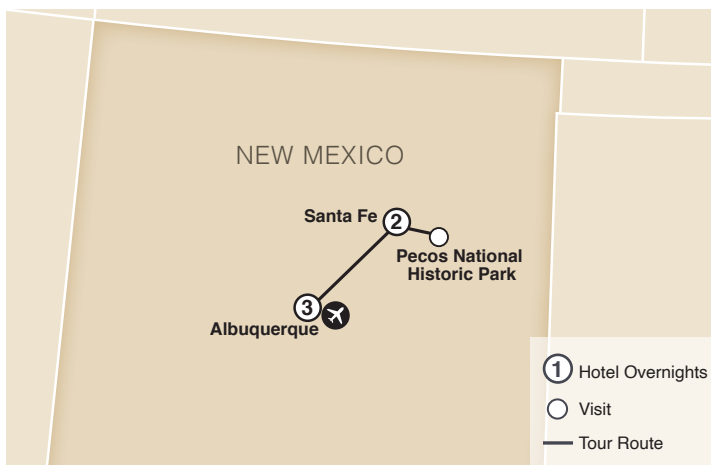 NEW MEXICO
Santa Fe
2
Pecos National
Historic Park
3
Albuquerque
1 Hotel Overnights
Visit
Tour Route